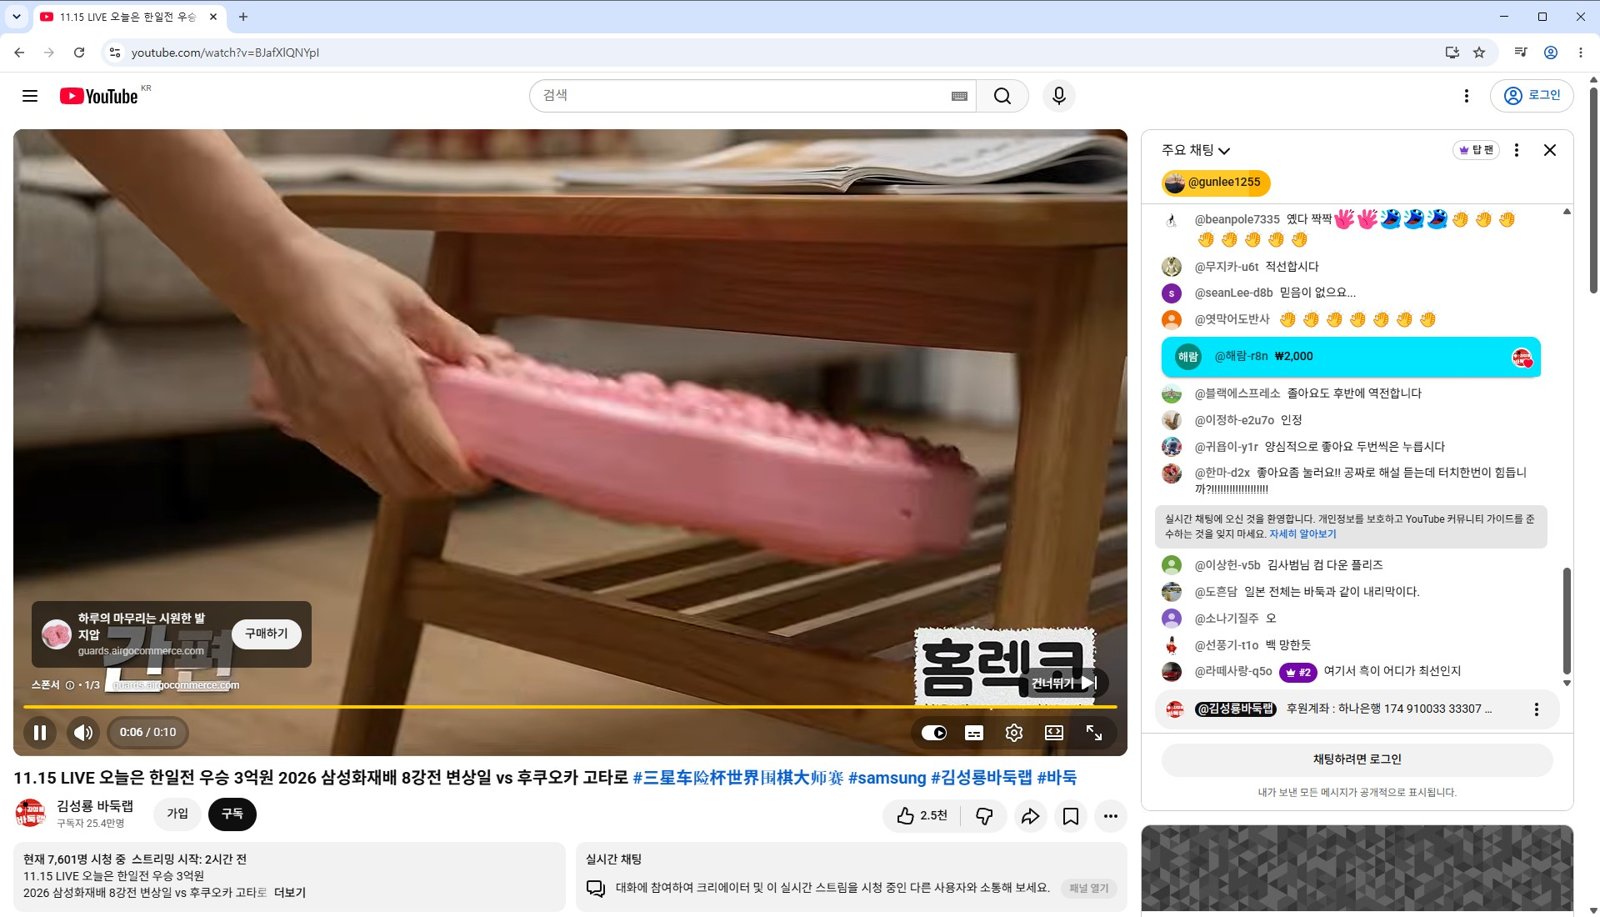 11.15 LIVE 오늘은 한일전 우승
youtube.com/watch?v=BJafXlQNYpI
YouTube KR
검색
로그인
하루의 마무리는 시원한 발
지압
guards.airgocommerce.com
구매하기
간편
스폰서 ⓘ • 1/3
guards.airgocommerce.com
홈렉코
건너뛰기
0:06 / 0:10
11.15 LIVE 오늘은 한일전 우승 3억원 2026 삼성화재배 8강전 변상일 vs 후쿠오카 고타로 #三星车险杯世界围棋大师赛 #samsung #김성룡바둑랩 #바둑
김성룡 바둑랩
구독자 25.4만명
가입
구독
2.5천
현재 7,601명 시청 중 스트리밍 시작: 2시간 전
11.15 LIVE 오늘은 한일전 우승 3억원
2026 삼성화재배 8강전 변상일 vs 후쿠오카 고타로 더보기
실시간 채팅
대화에 참여하여 크리에이터 및 이 실시간 스트림을 시청 중인 다른 사용자와 소통해 보세요.
패널 열기
주요 채팅
탑 팬
@gunlee1255
@beanpole7335 옜다 짝짝
@무지카-u6t 적선합시다
@seanLee-d8b 믿음이 없으요...
@엿막어도반사
해람 @해람-r8n ₩2,000
@블랙에스프레소 졸아요도 후반에 역전합니다
@이정하-e2u7o 인정
@귀욥이-y1r 양심적으로 좋아요 두번씩은 누릅시다
@한마-d2x 좋아요좀 눌러요!! 공짜로 해설 듣는데 터치한번이 힘듭니
까?!!!!!!!!!!!!!!!!!!!
실시간 채팅에 오신 것을 환영합니다. 개인정보를 보호하고 YouTube 커뮤니티 가이드를 준
수하는 것을 잊지 마세요. 자세히 알아보기
@이상헌-v5b 김사범님 컴 다운 플리즈
@도흔담 일본 전체는 바둑과 같이 내리막이다.
@소나기질주 오
@선풍기-t1o 백 망한듯
@라떼사랑-q5o #2 여기서 흑이 어디가 최선인지
@김성룡바둑랩 후원계좌 : 하나은행 174 910033 33307 ...
채팅하려면 로그인
내가 보낸 모든 메시지가 공개적으로 표시됩니다.